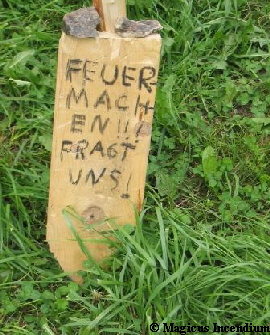 FEUER
MACH
EN !!!
FRAGT
UNS!
© Magicus Incendium